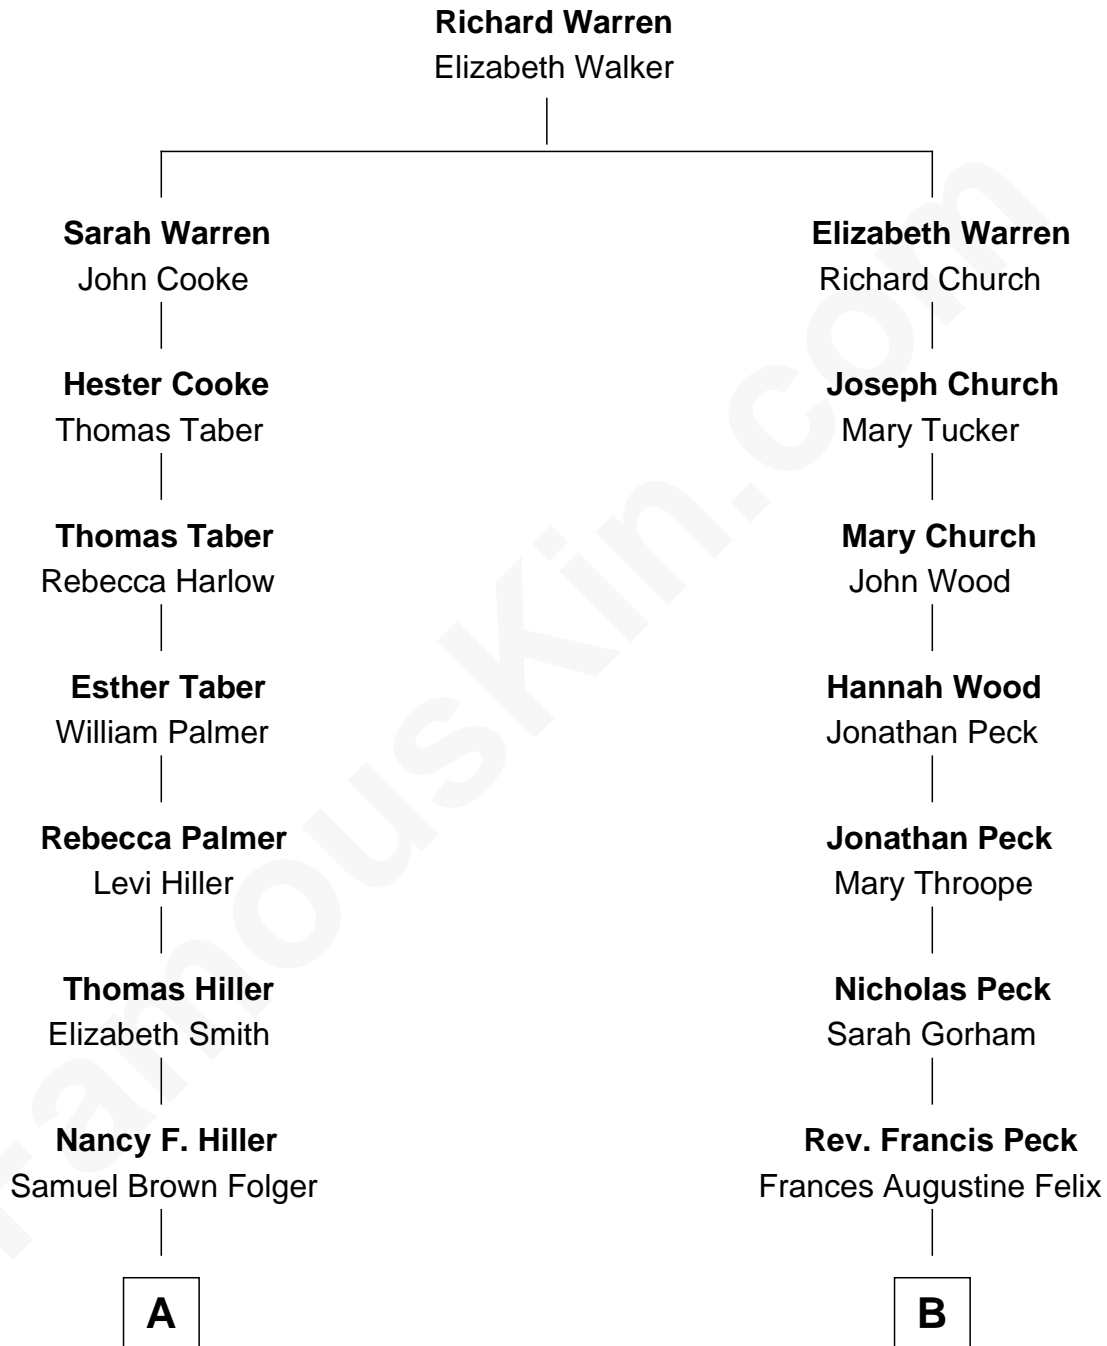 Richard Warren
Elizabeth Walker
Sarah Warren
John Cooke
Elizabeth Warren
Richard Church
Hester Cooke
Thomas Taber
Joseph Church
Mary Tucker
Thomas Taber
Rebecca Harlow
Mary Church
John Wood
Esther Taber
William Palmer
Hannah Wood
Jonathan Peck
Rebecca Palmer
Levi Hiller
Jonathan Peck
Mary Throope
Thomas Hiller
Elizabeth Smith
Nicholas Peck
Sarah Gorham
Nancy F. Hiller
Samuel Brown Folger
Rev. Francis Peck
Frances Augustine Felix
A
B
FamousKin.com